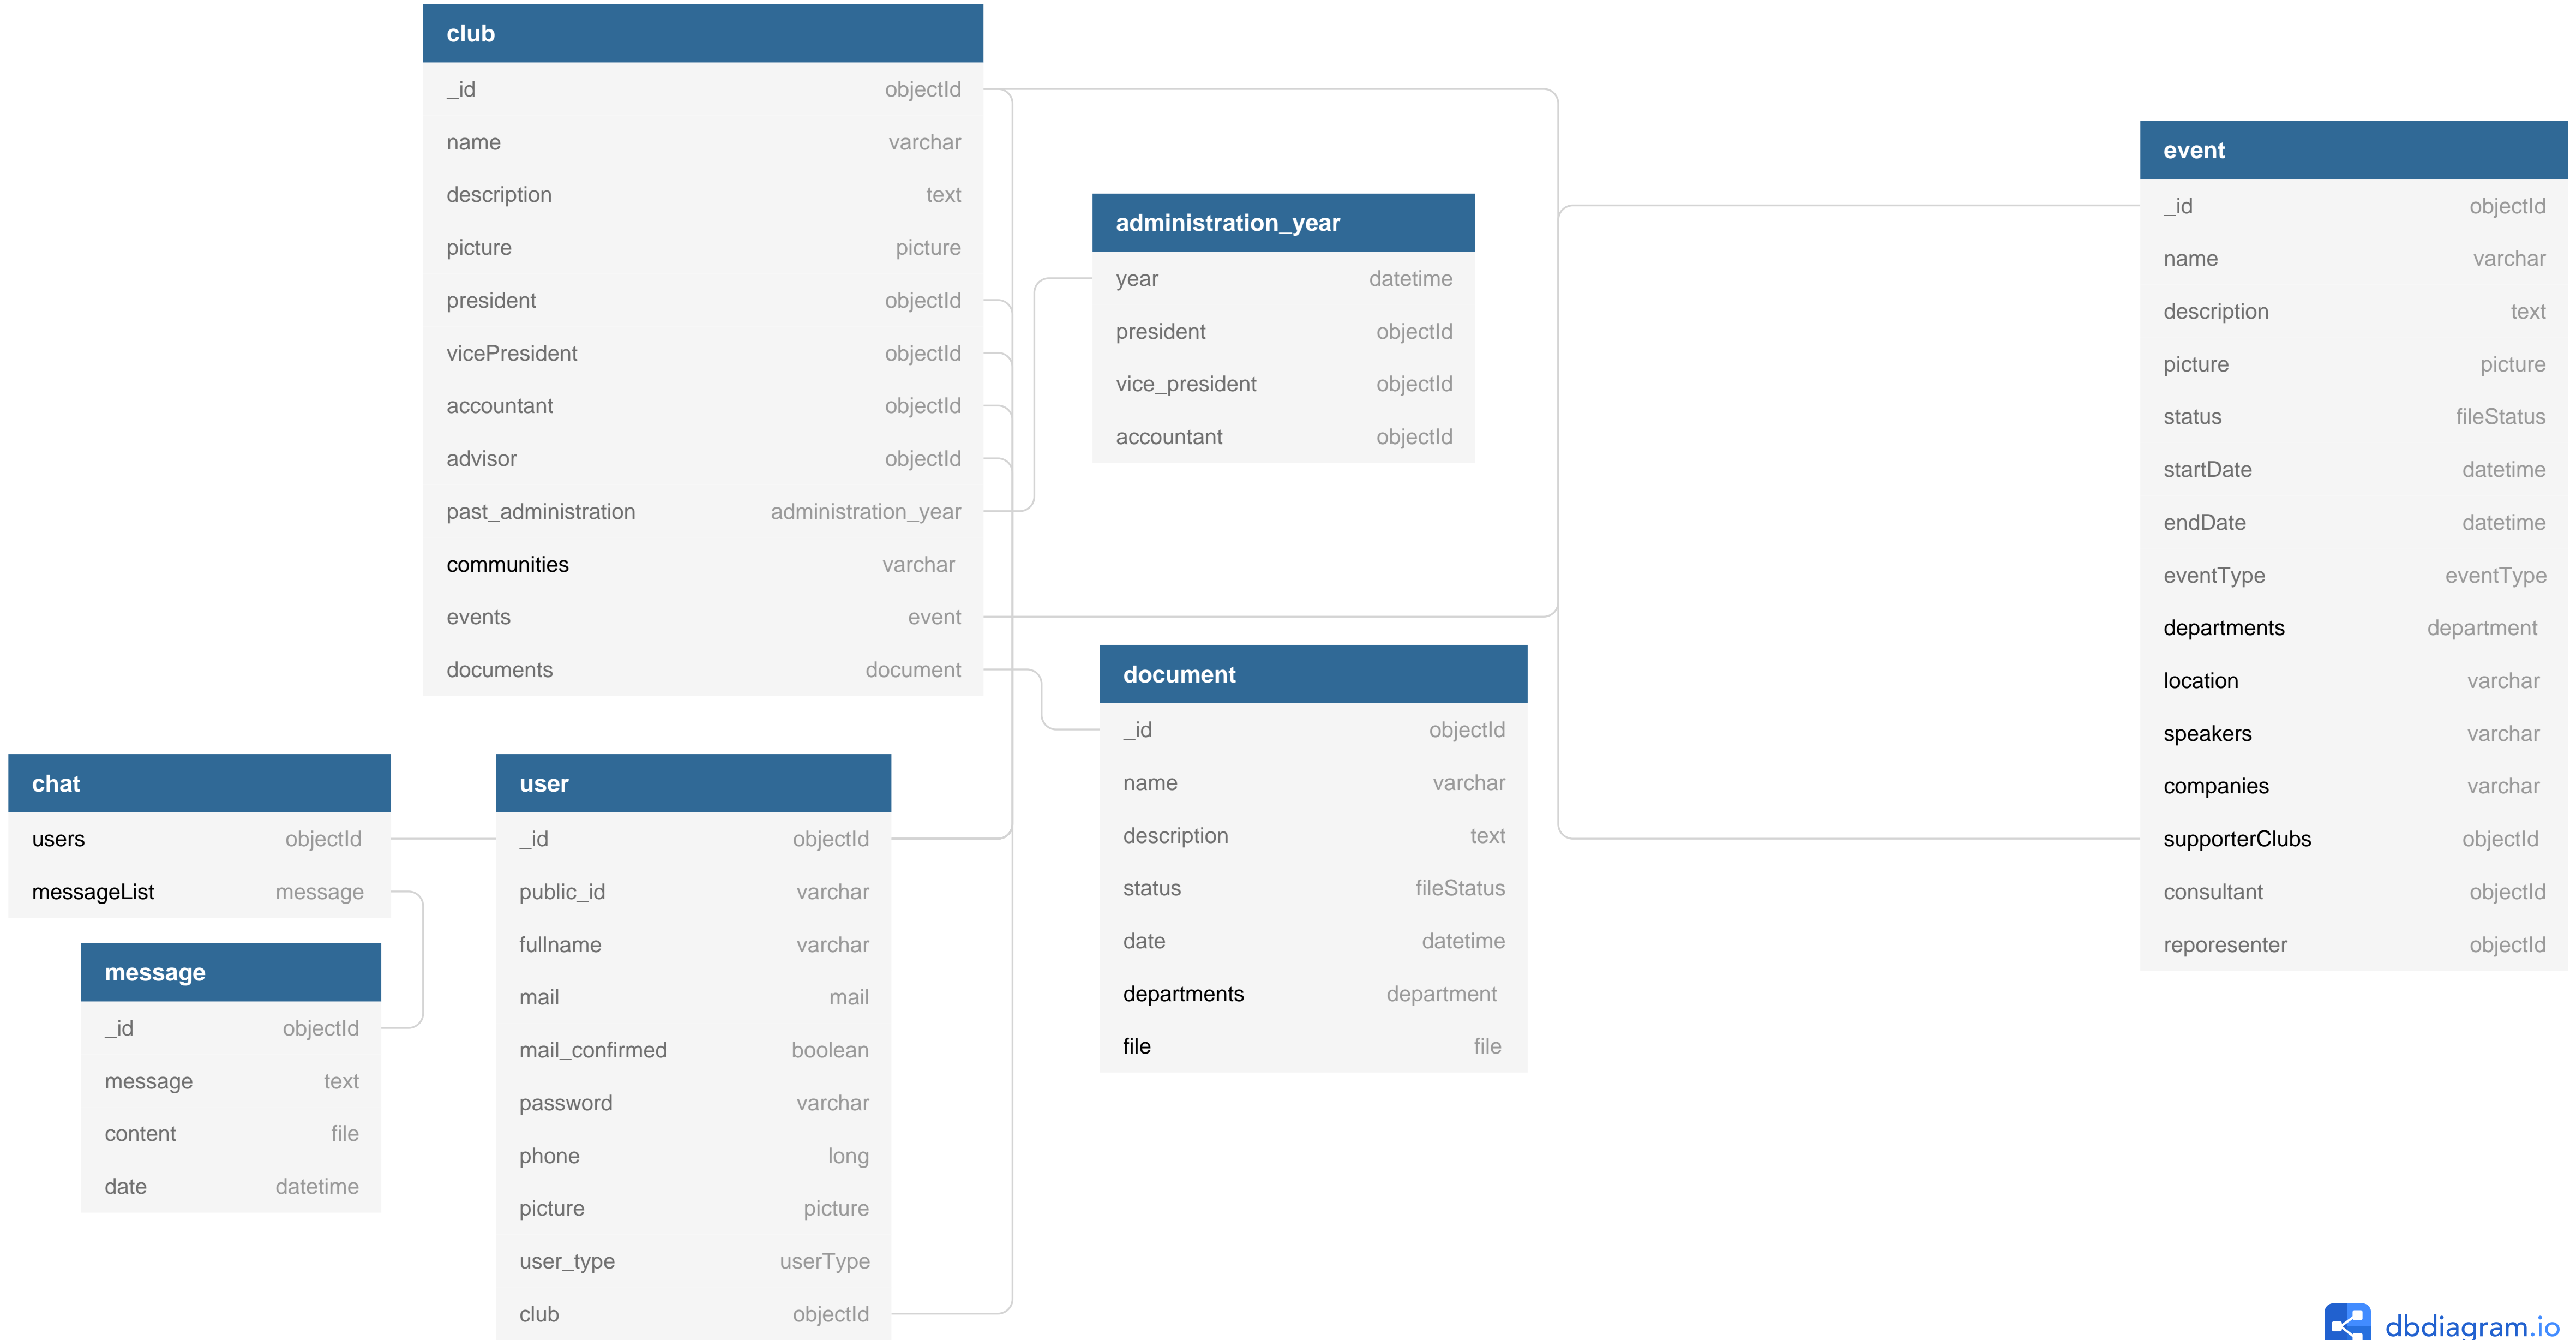 club
_id objectId
name varchar
description text
picture picture
president objectId
vicePresident objectId
accountant objectId
advisor objectId
past_administration administration_year
communities varchar
events event
documents document
administration_year
year datetime
president objectId
vice_president objectId
accountant objectId
event
_id objectId
name varchar
description text
picture picture
status fileStatus
startDate datetime
endDate datetime
eventType eventType
departments department
location varchar
speakers varchar
companies varchar
supporterClubs objectId
consultant objectId
reporesenter objectId
document
_id objectId
name varchar
description text
status fileStatus
date datetime
departments department
file file
chat
users objectId
messageList message
message
_id objectId
message text
content file
date datetime
user
_id objectId
public_id varchar
fullname varchar
mail mail
mail_confirmed boolean
password varchar
phone long
picture picture
user_type userType
club objectId
dbdiagram.io